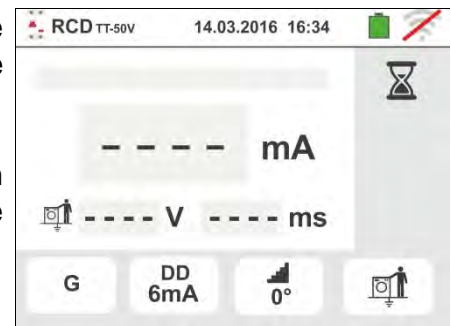 RCD TT-50V 14.03.2016 16:34
e
e
- - - - mA
n
- - - - V - - - - ms
e
G DD 6mA 0°